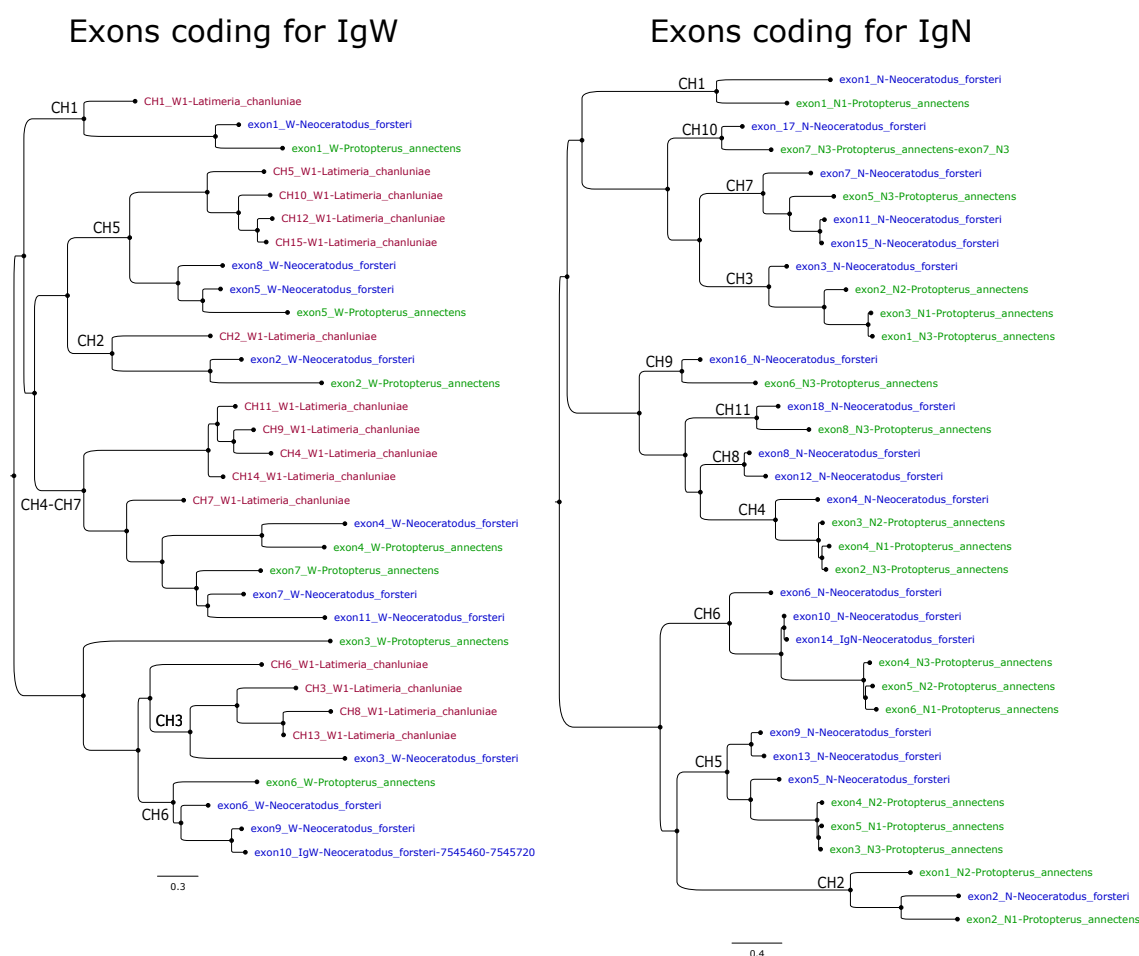 Exons coding for IgW
CH1
CH1_W1-Latimeria_chanluniae
exon1_W-Neoceratodus_forsteri
exon1_W-Protopterus_annectens
CH5_W1-Latimeria_chanluniae
CH10_W1-Latimeria_chanluniae
CH12_W1-Latimeria_chanluniae
CH5
CH15-W1-Latimeria_chanluniae
exon8_W-Neoceratodus_forsteri
exon5_W-Neoceratodus_forsteri
exon5_W-Protopterus_annectens
CH2
CH2_W1-Latimeria_chanluniae
exon2_W-Neoceratodus_forsteri
exon2_W-Protopterus_annectens
CH11_W1-Latimeria_chanluniae
CH9_W1-Latimeria_chanluniae
CH4_W1-Latimeria_chanluniae
CH14_W1-Latimeria_chanluniae
CH4-CH7
CH7_W1-Latimeria_chanluniae
exon4_W-Neoceratodus_forsteri
exon4_W-Protopterus_annectens
exon7_W-Protopterus_annectens
exon7_W-Neoceratodus_forsteri
exon11_W-Neoceratodus_forsteri
exon3_W-Protopterus_annectens
CH6_W1-Latimeria_chanluniae
CH3_W1-Latimeria_chanluniae
CH8_W1-Latimeria_chanluniae
CH3
CH13_W1-Latimeria_chanluniae
exon3_W-Neoceratodus_forsteri
exon6_W-Protopterus_annectens
exon6_W-Neoceratodus_forsteri
CH6
exon9_W-Neoceratodus_forsteri
exon10_IgW-Neoceratodus_forsteri-7545460-7545720
0.3
Exons coding for IgN
exon1_N-Neoceratodus_forsteri
CH1
exon1_N1-Protopterus_annectens
exon_17_N-Neoceratodus_forsteri
CH10
exon7_N3-Protopterus_annectens-exon7_N3
exon7_N-Neoceratodus_forsteri
CH7
exon5_N3-Protopterus_annectens
exon11_N-Neoceratodus_forsteri
exon15_N-Neoceratodus_forsteri
exon3_N-Neoceratodus_forsteri
CH3
exon2_N2-Protopterus_annectens
exon3_N1-Protopterus_annectens
exon1_N3-Protopterus_annectens
CH9
exon16_N-Neoceratodus_forsteri
exon6_N3-Protopterus_annectens
exon18_N-Neoceratodus_forsteri
CH11
exon8_N3-Protopterus_annectens
exon8_N-Neoceratodus_forsteri
CH8
exon12_N-Neoceratodus_forsteri
exon4_N-Neoceratodus_forsteri
CH4
exon3_N2-Protopterus_annectens
exon4_N1-Protopterus_annectens
exon2_N3-Protopterus_annectens
exon6_N-Neoceratodus_forsteri
CH6
exon10_N-Neoceratodus_forsteri
exon14_IgN-Neoceratodus_forsteri
exon4_N3-Protopterus_annectens
exon5_N2-Protopterus_annectens
exon6_N1-Protopterus_annectens
exon9_N-Neoceratodus_forsteri
exon13_N-Neoceratodus_forsteri
CH5
exon5_N-Neoceratodus_forsteri
exon4_N2-Protopterus_annectens
exon5_N1-Protopterus_annectens
exon3_N3-Protopterus_annectens
exon1_N2-Protopterus_annectens
CH2
exon2_N-Neoceratodus_forsteri
exon2_N1-Protopterus_annectens
0.4